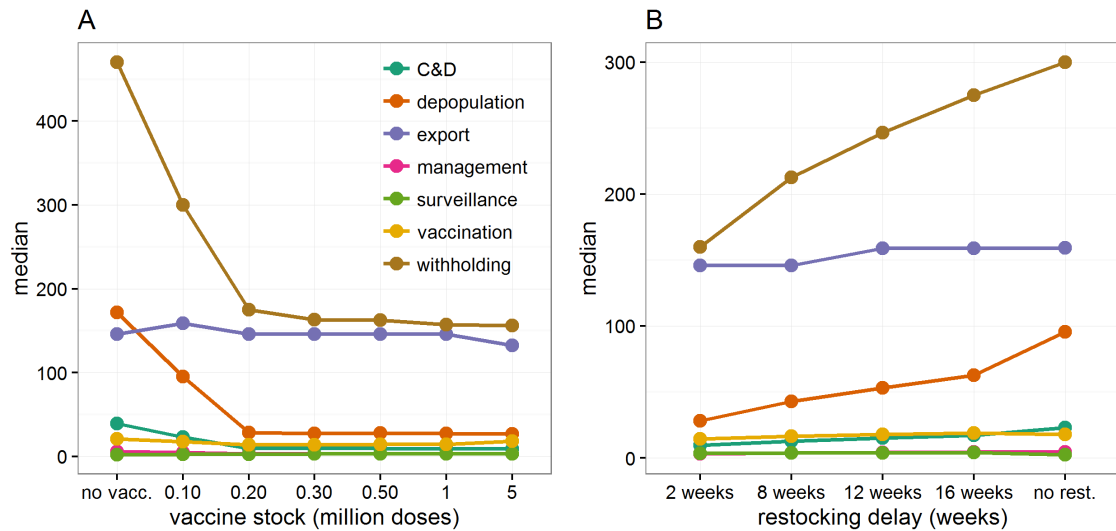 A
median
400
300
200
100
0
C&D
depopulation
export
management
surveillance
vaccination
withholding
no vacc. 0.10 0.20 0.30 0.50 1 5
vaccine stock (million doses)
B
median
300
200
100
0
2 weeks 8 weeks 12 weeks 16 weeks no rest.
restocking delay (weeks)